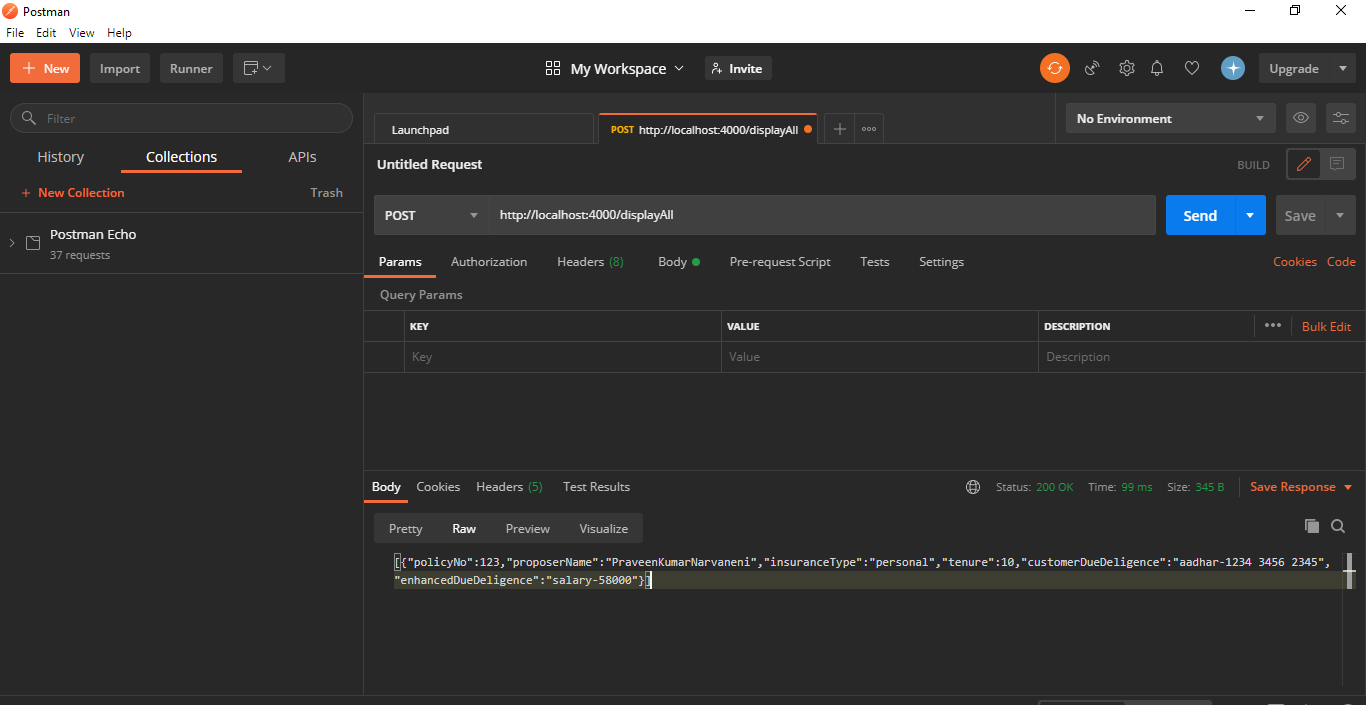 Postman
File Edit View Help
+ New Import Runner
My Workspace Invite
Upgrade
Filter
History Collections APIs
+ New Collection Trash
Postman Echo
37 requests
Launchpad
POST http://localhost:4000/displayAll
No Environment
Untitled Request
BUILD
POST http://localhost:4000/displayAll
Send Save
Params Authorization Headers (8) Body Pre-request Script Tests Settings
Cookies Code
Query Params
KEY VALUE DESCRIPTION
Bulk Edit
Key Value Description
Body Cookies Headers (5) Test Results
Status: 200 OK Time: 99 ms Size: 345 B
Save Response
Pretty Raw Preview Visualize
[{"policyNo":123,"proposerName":"PraveenKumarNarvaneni","insuranceType":"personal","tenure":10,"customerDueDeligence":"aadhar-1234 3456 2345",
"enhancedDueDeligence":"salary-58000"}]